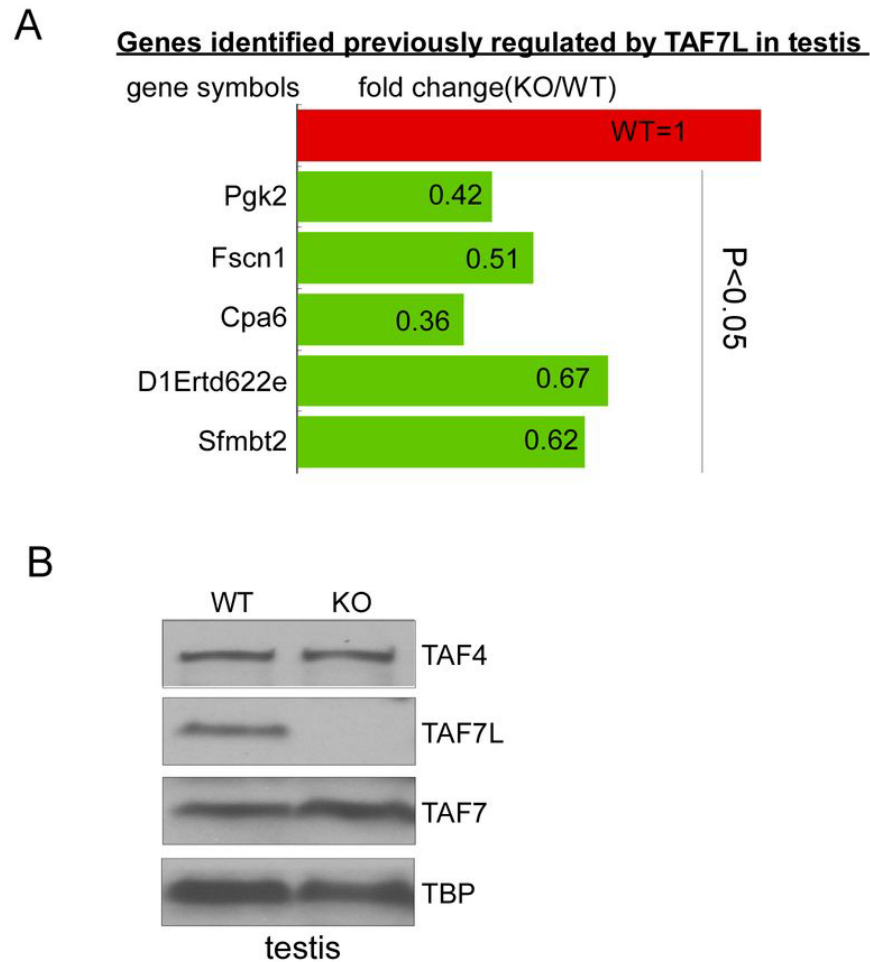 A
Genes identified previously regulated by TAF7L in testis
gene symbols fold change(KO/WT)
WT=1
Pgk2 0.42
Fscn1 0.51
Cpa6 0.36
D1Ertd622e 0.67
Sfmbt2 0.62
P<0.05
B
WT KO
TAF4
TAF7L
TAF7
TBP
testis